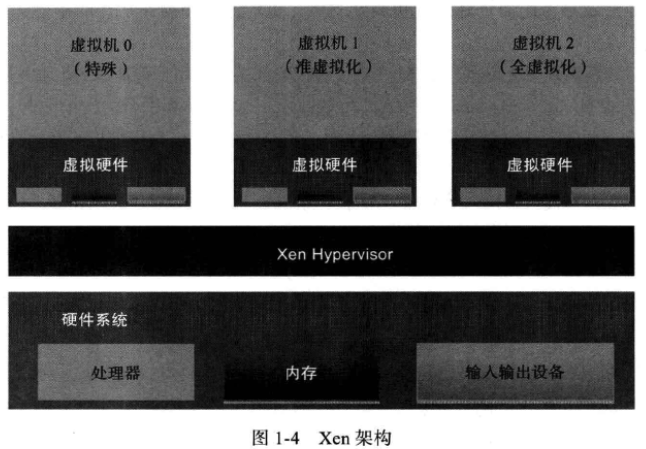 虚拟机 0
（特殊）
虚拟机 1
（准虚拟化）
虚拟机 2
（全虚拟化）
虚拟硬件
虚拟硬件
虚拟硬件
Xen Hypervisor
硬件系统
处理器
内存
输入输出设备
图 1-4 Xen 架构